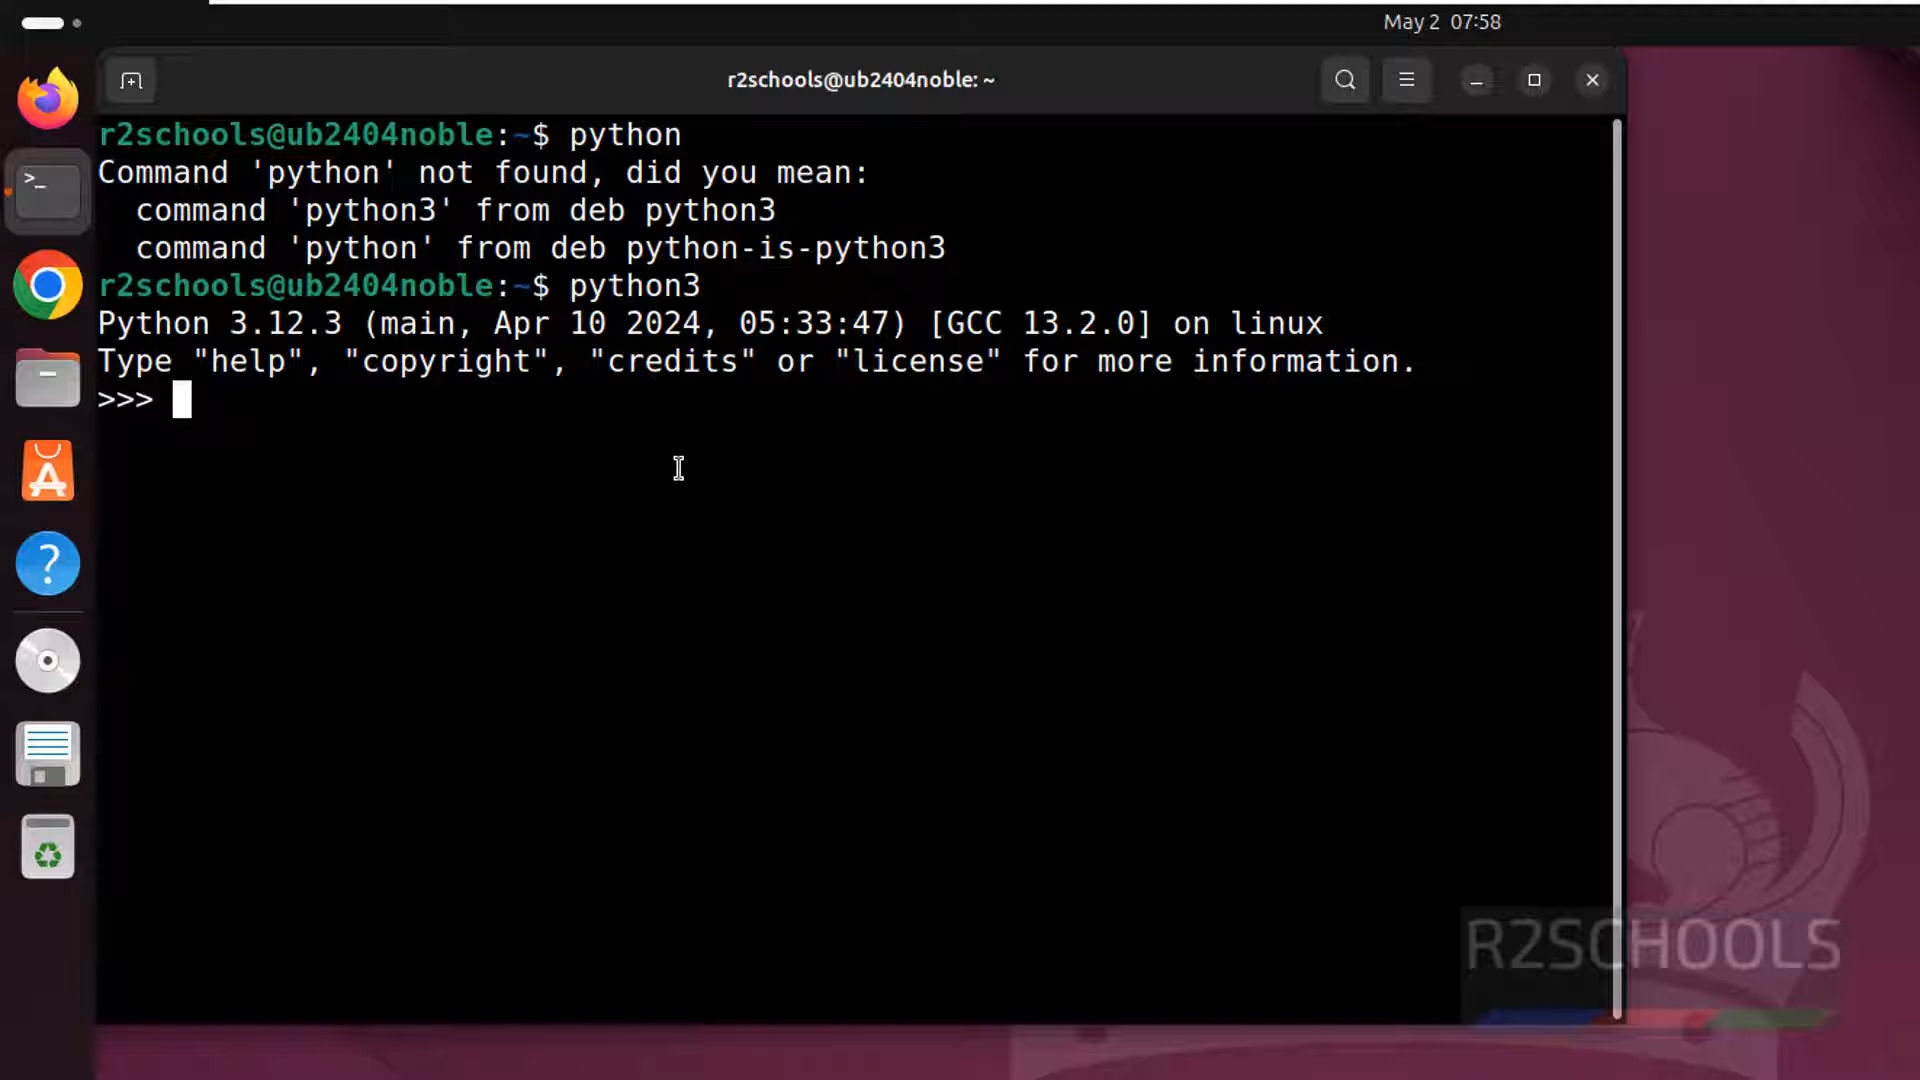 May 2 07:58
r2schools@ub2404noble: ~
r2schools@ub2404noble:~$ python
Command 'python' not found, did you mean:
  command 'python3' from deb python3
  command 'python' from deb python-is-python3
r2schools@ub2404noble:~$ python3
Python 3.12.3 (main, Apr 10 2024, 05:33:47) [GCC 13.2.0] on linux
Type "help", "copyright", "credits" or "license" for more information.
>>>
R2SCHOOLS